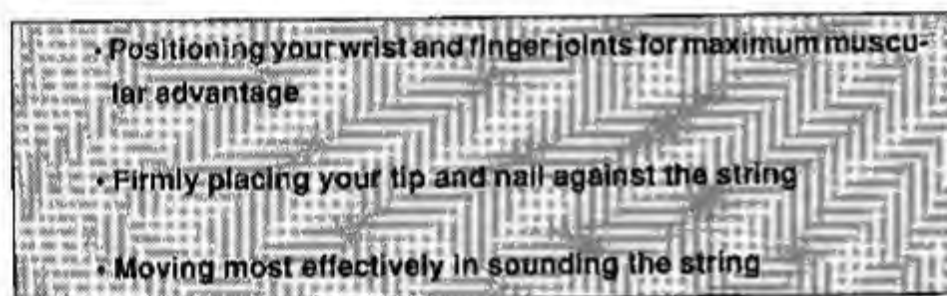 • Positioning your wrist and finger joints for maximum muscu-
lar advantage
• Firmly placing your tip and nail against the string
• Moving most effectively in sounding the string